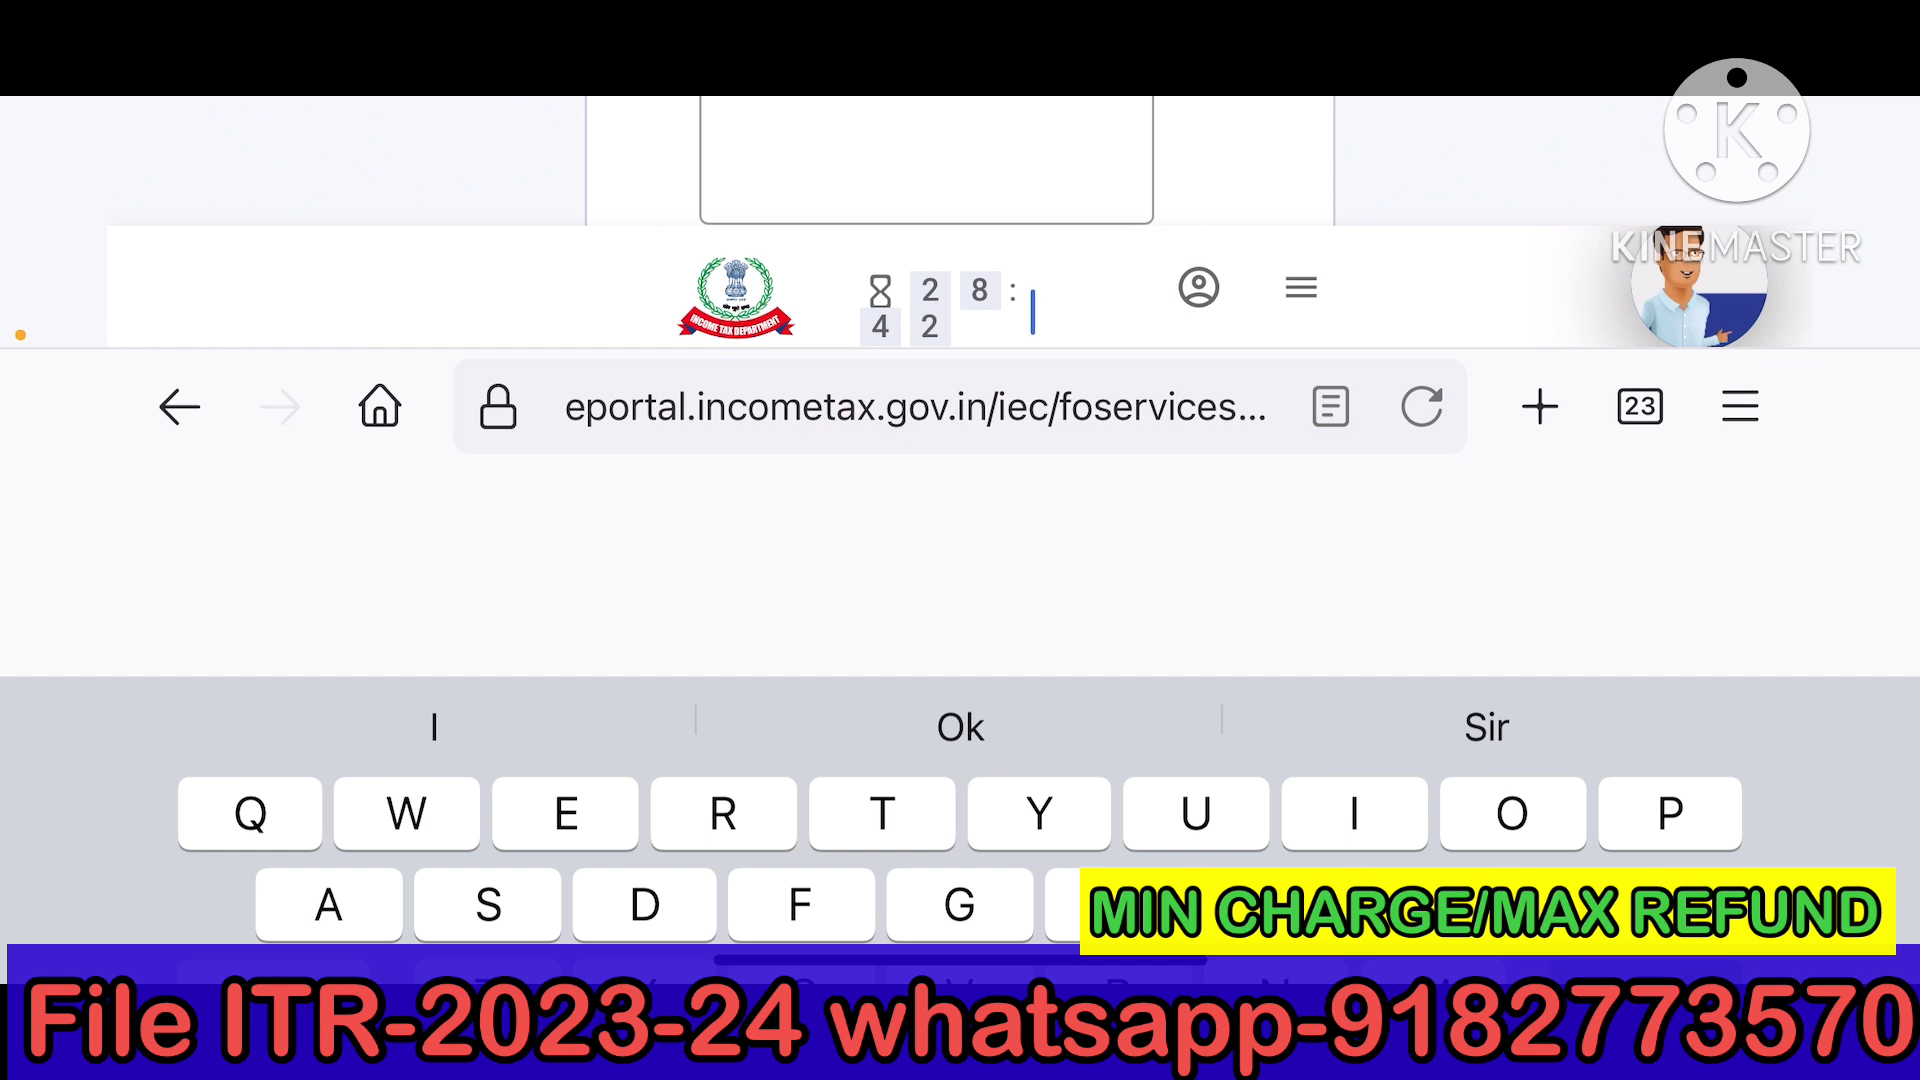 K
KINEMASTER
2 8 :
4 2
INCOME TAX DEPARTMENT
eportal.incometax.gov.in/iec/foservices...
23
I Ok Sir
Q W E R T Y U I O P
A S D F G
MIN CHARGE/MAX REFUND
File ITR-2023-24 whatsapp-9182773570